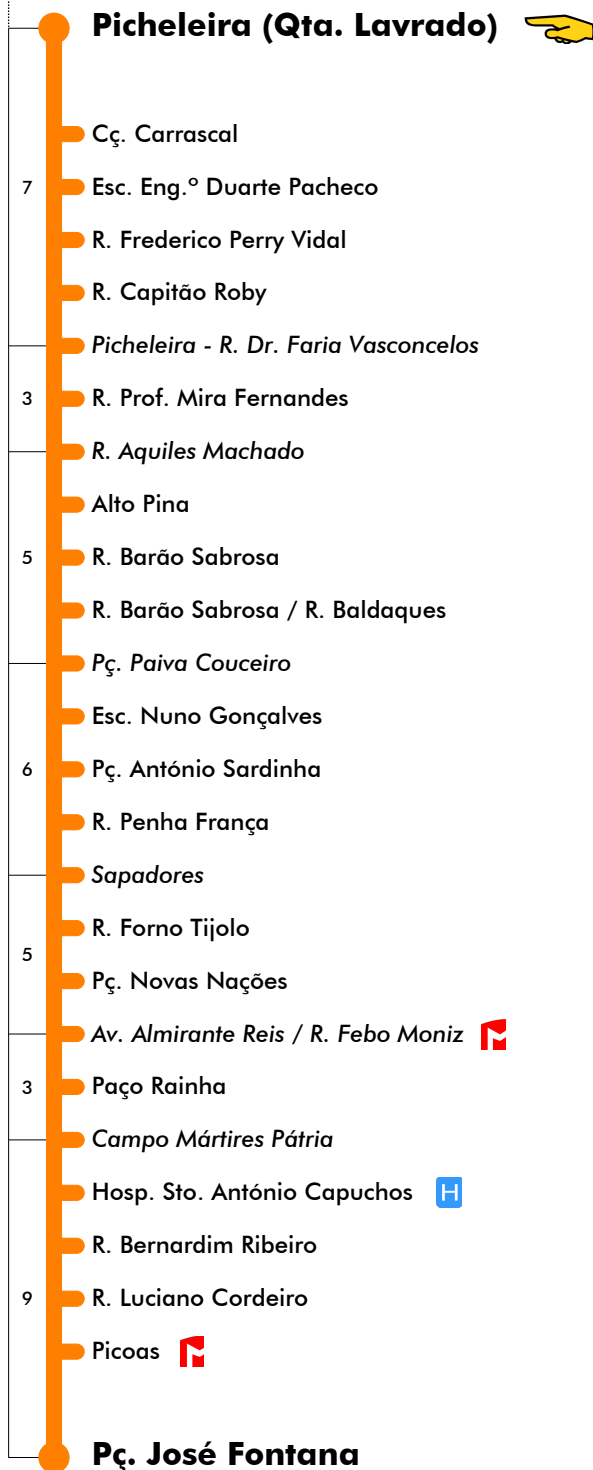 Picheleira (Qta. Lavrado)
Cç. Carrascal
7
Esc. Eng.º Duarte Pacheco
R. Frederico Perry Vidal
R. Capitão Roby
Picheleira - R. Dr. Faria Vasconcelos
3
R. Prof. Mira Fernandes
R. Aquiles Machado
Alto Pina
5
R. Barão Sabrosa
R. Barão Sabrosa / R. Baldaques
Pç. Paiva Couceiro
Esc. Nuno Gonçalves
6
Pç. António Sardinha
R. Penha França
Sapadores
R. Forno Tijolo
5
Pç. Novas Nações
Av. Almirante Reis / R. Febo Moniz
3
Paço Rainha
Campo Mártires Pátria
Hosp. Sto. António Capuchos H
R. Bernardim Ribeiro
9
R. Luciano Cordeiro
Picoas
Pç. José Fontana